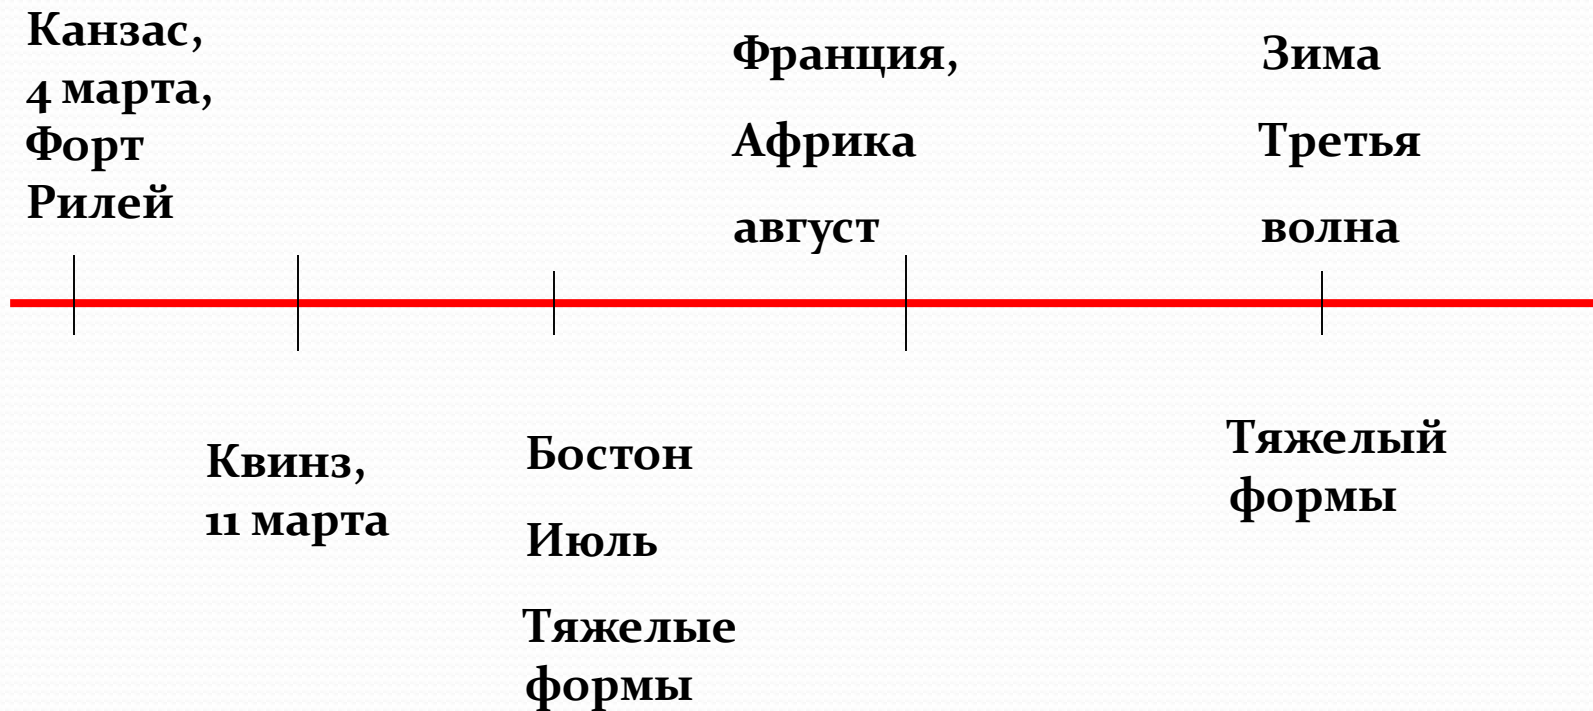 Канзас,
4 марта,
Форт
Рилей
Квинз,
11 марта
Бостон
Июль
Тяжелые
формы
Франция,
Африка
август
Зима
Третья
волна
Тяжелый
формы